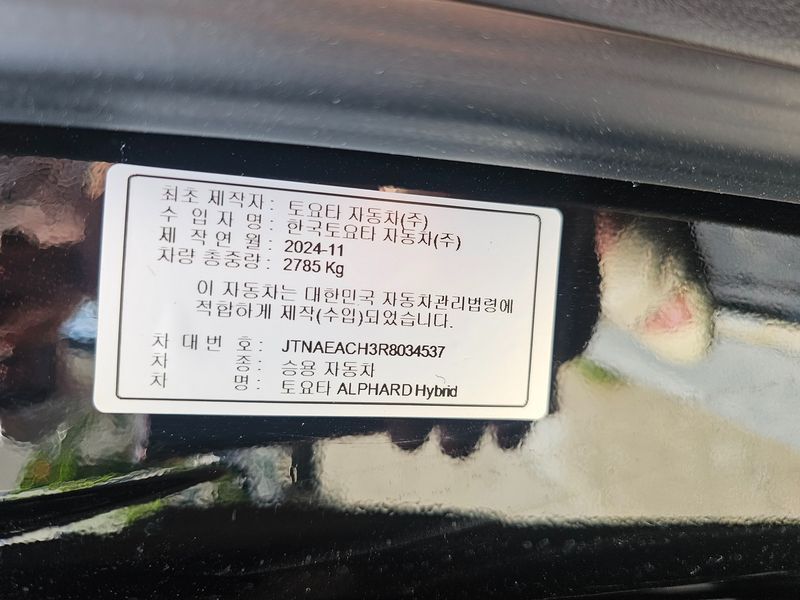 최초 제작자 : 토요타 자동차(주)
수 입 자 명 : 한국토요타 자동차(주)
제 작 연 월 : 2024-11
차량 총중량 : 2785 Kg
이 자동차는 대한민국 자동차관리법령에
적합하게 제작(수입)되었습니다.
차 대 번 호 : JTNAEACH3R8034537
차 종 : 승용 자동차
차 명 : 토요타 ALPHARD Hybrid